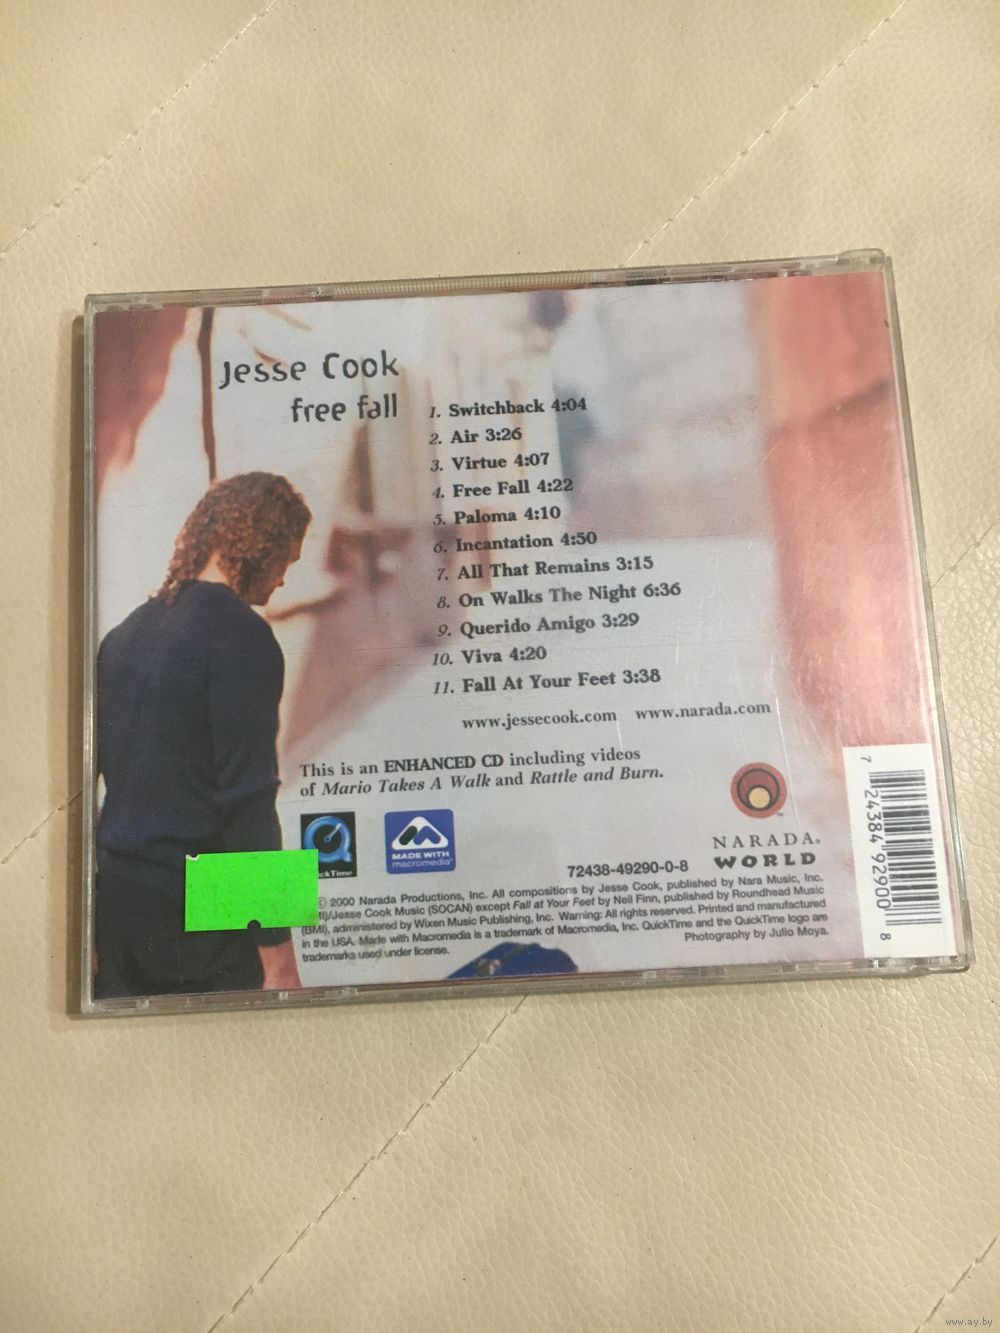 Jesse Cook
free fall
1. Switchback 4:04
2. Air 3:26
3. Virtue 4:07
4. Free Fall 4:22
5. Paloma 4:10
6. Incantation 4:50
7. All That Remains 3:15
8. On Walks The Night 6:36
9. Querido Amigo 3:29
10. Viva 4:20
11. Fall At Your Feet 3:38
www.jessecook.com www.narada.com
This is an ENHANCED CD including videos
of Mario Takes A Walk and Rattle and Burn.
ckTime
MADE WITH
macromedia®
72438-49290-0-8
NARADA®
WORLD
© 2000 Narada Productions, Inc. All compositions by Jesse Cook, published by Nara Music, Inc.
MI)/Jesse Cook Music (SOCAN) except Fall at Your Feet by Neil Finn, published by Roundhead Music
(BMI), administered by Wixen Music Publishing, Inc. Warning: All rights reserved. Printed and manufactured
in the USA. Made with Macromedia is a trademark of Macromedia, Inc. QuickTime and the QuickTime logo are
trademarks used under license.
Photography by Julio Moya.
7 24384 92900 8
www.ay.by